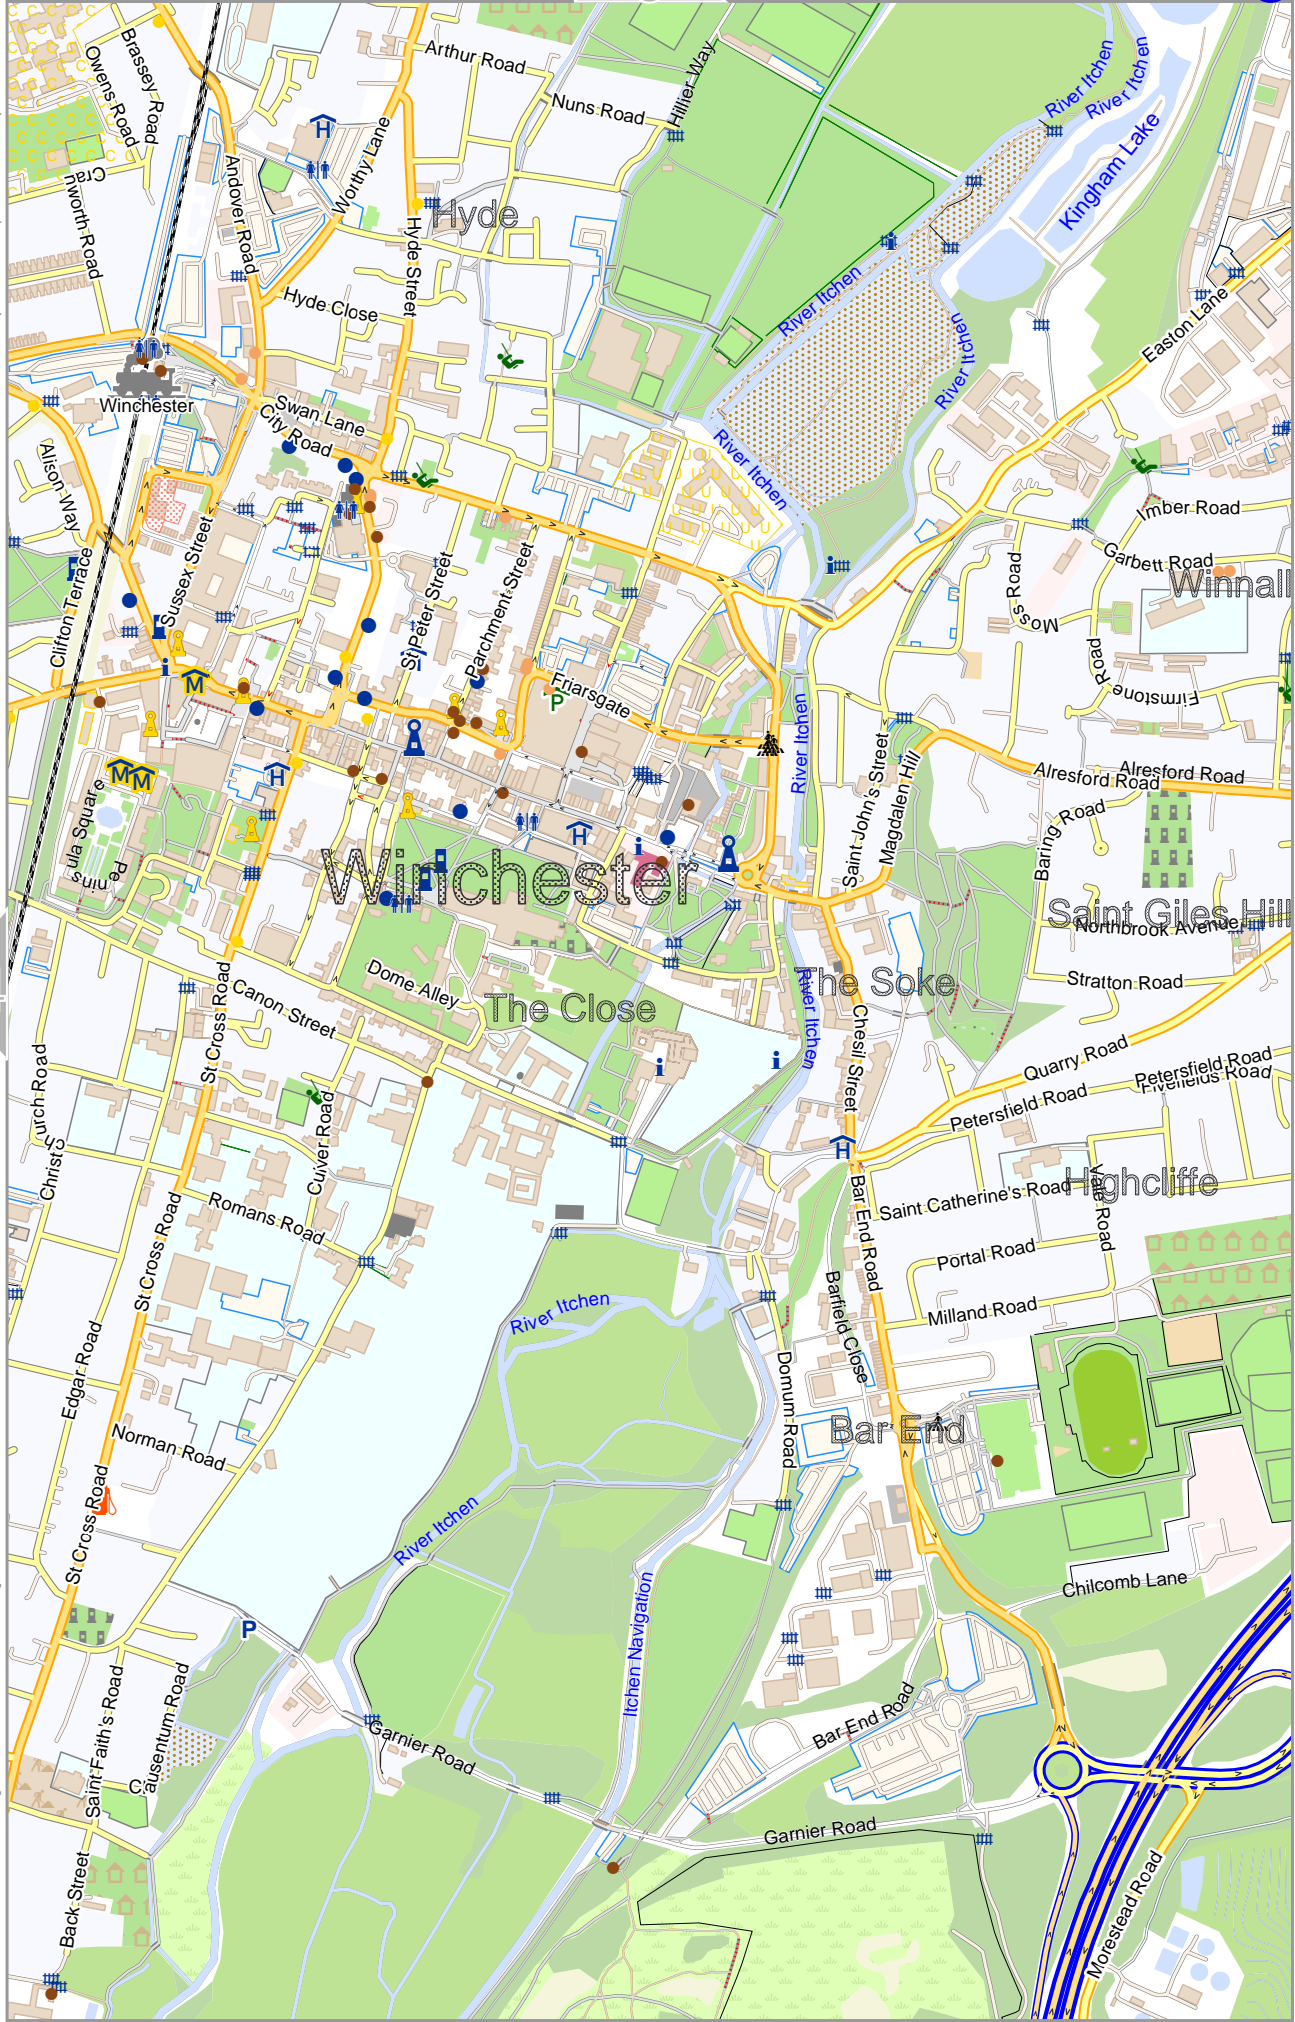 Arthur Road
Brassey Road
Owens Road
Hillier Way
River Itchen
River Itchen
Nuns Road
Kingham Lake
H
Worthy Lane
Andover Road
Cranworth Road
Hyde
Hyde Street
Hyde Close
River Itchen
River Itchen
Easton Lane
Winchester
Swan Lane
City Road
Alison Way
River Itchen
Imber Road
Garbett Road
Winnall
Sussex Street
Clifton Terrace
St Peter Street
Parchment Street
Moss Road
Firmstone Road
Friarsgate
P
M
M
M
H
River Itchen
Saint John's Street
Magdalen Hill
Alresford Road
Alresford Road
Baring Road
Peninsula Square
H
Winchester
Saint Giles Hill
Northbrook Avenue
Dome Alley
The Close
The Soke
Stratton Road
Canon Street
St Cross Road
River Itchen
Chesil Street
Quarry Road
Petersfield Road
Petersfield Road
Fivefields Road
Christchurch Road
Culver Road
H
Highcliffe
Saint Catherine's Road
Vale Road
Romans Road
St Cross Road
Bar End Road
Portal Road
Milland Road
River Itchen
Barfield Close
Domum Road
Edgar Road
Norman Road
Bar End
St Cross Road
River Itchen
Itchen Navigation
Chilcomb Lane
P
Saint Faith's Road
Causentum Road
Garnier Road
Bar End Road
Garnier Road
Back Street
Morestead Road